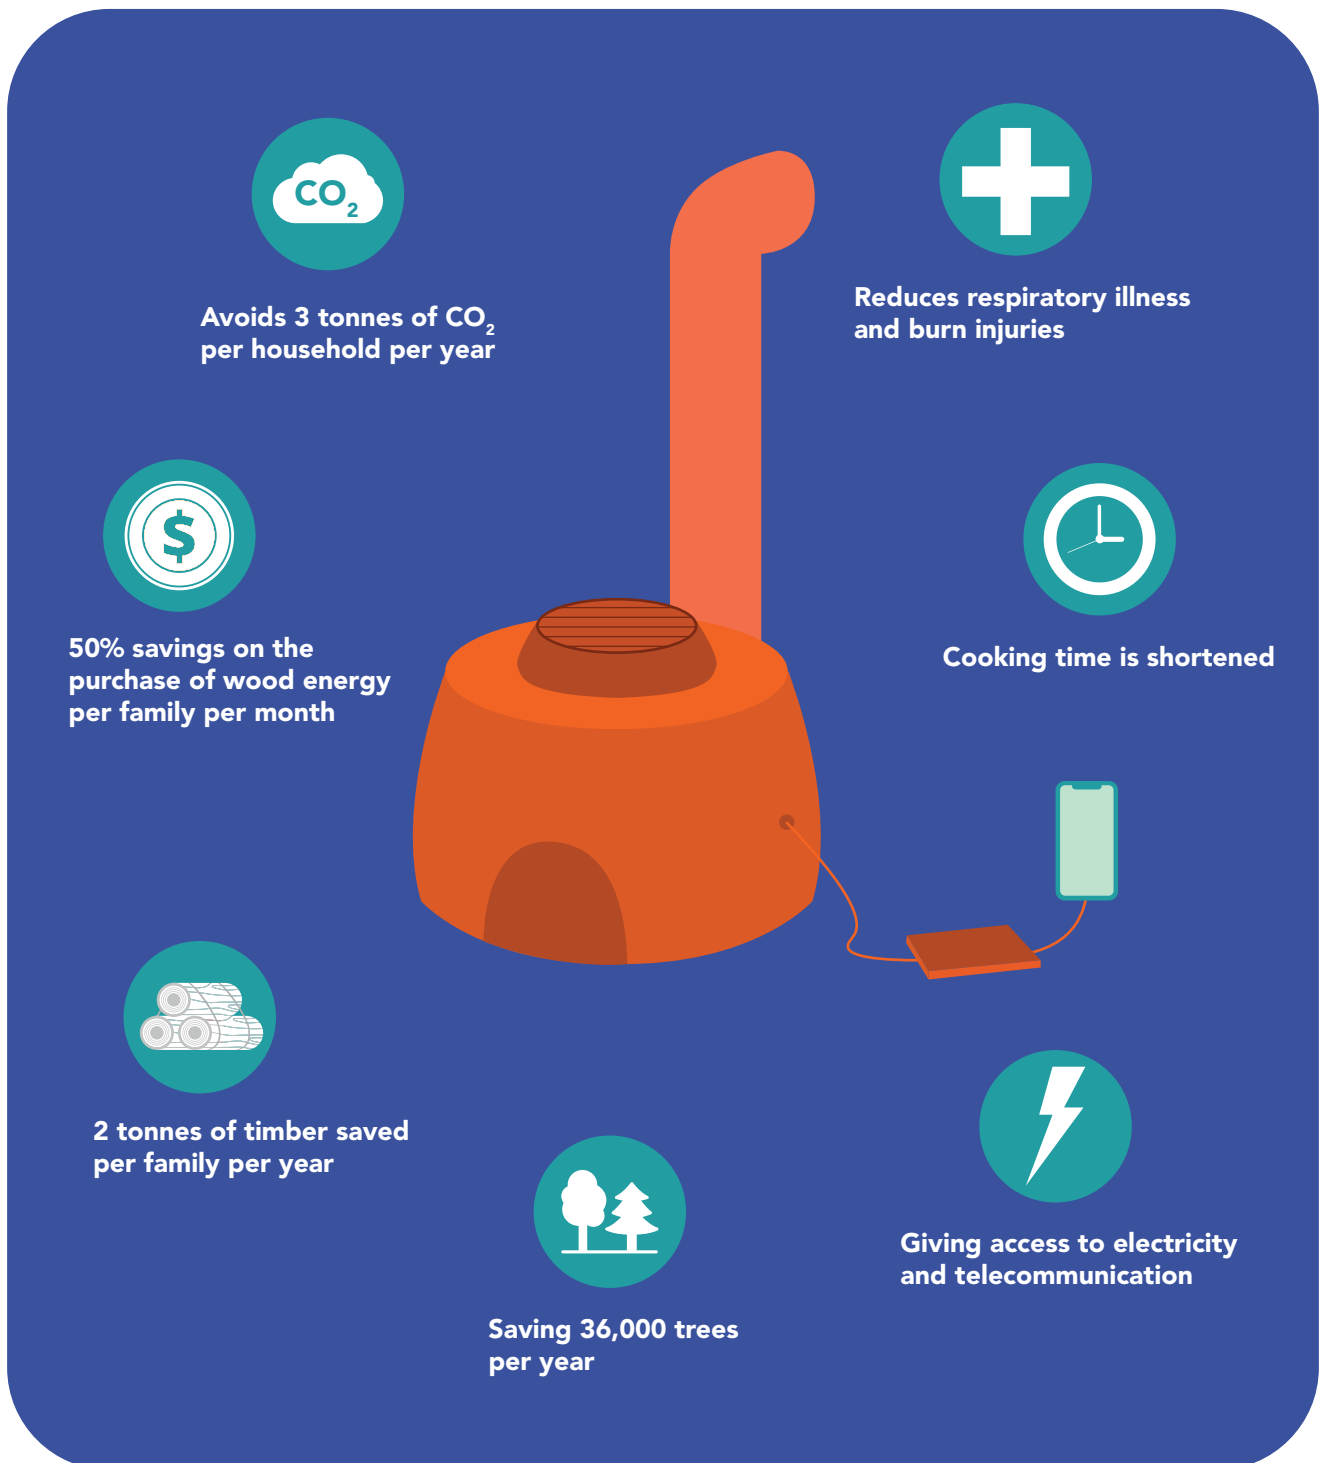 CO₂
Avoids 3 tonnes of CO₂
per household per year
Reduces respiratory illness
and burn injuries
$
50% savings on the
purchase of wood energy
per family per month
Cooking time is shortened
2 tonnes of timber saved
per family per year
Giving access to electricity
and telecommunication
Saving 36,000 trees
per year